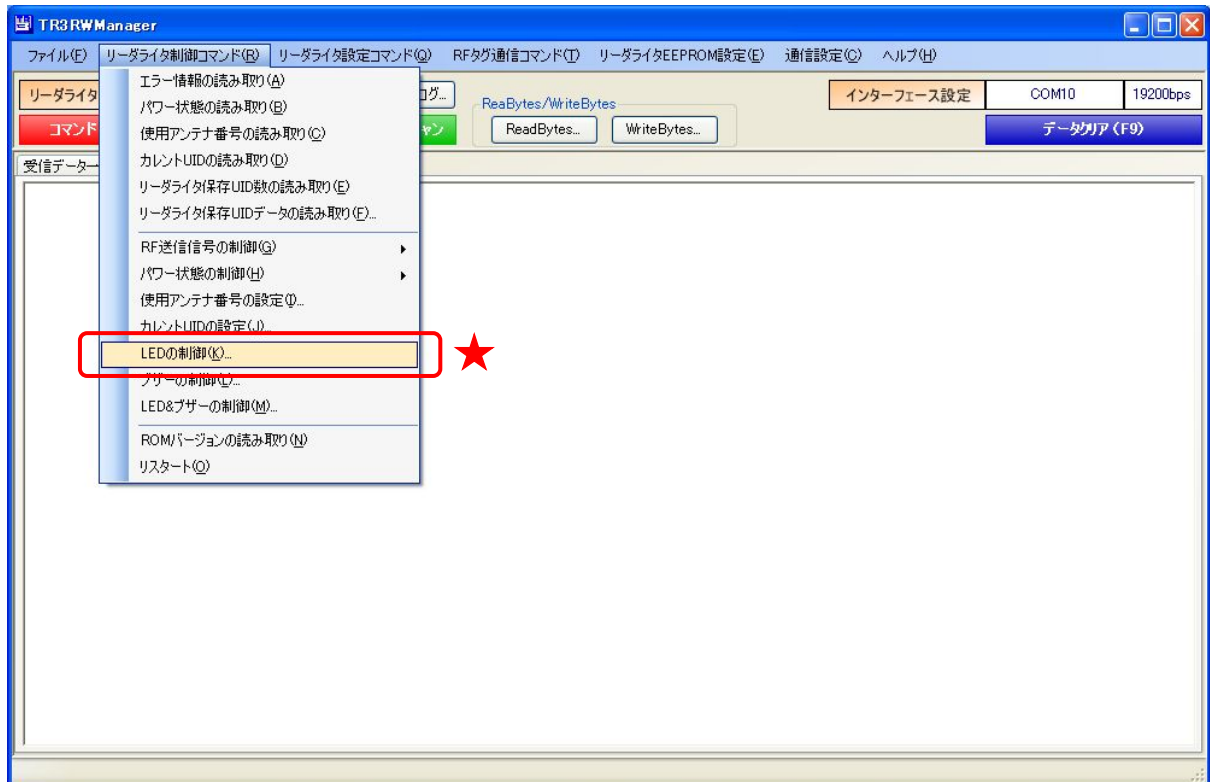 TR3RWManager
ファイル(F) リーダライタ制御コマンド(R) リーダライタ設定コマンド(Q) RFタグ通信コマンド(T) リーダライタEEPROM設定(E) 通信設定(C) ヘルプ(H)
リーダライタ
ログ...
ReaBytes/WriteBytes
インターフェース設定 COM10 19200bps
コマンド
ReadBytes... WriteBytes...
データクリア(F9)
受信データ
エラー情報の読み取り(A)
パワー状態の読み取り(B)
使用アンテナ番号の読み取り(C)
カレントUIDの読み取り(D)
リーダライタ保存UID数の読み取り(E)
リーダライタ保存UIDデータの読み取り(F)...
RF送信信号の制御(G)
パワー状態の制御(H)
使用アンテナ番号の設定(I)...
カレントUIDの設定(J)...
LEDの制御(K)...
ブザーの制御(L)...
LED&ブザーの制御(M)...
ROMバージョンの読み取り(N)
リスタート(O)